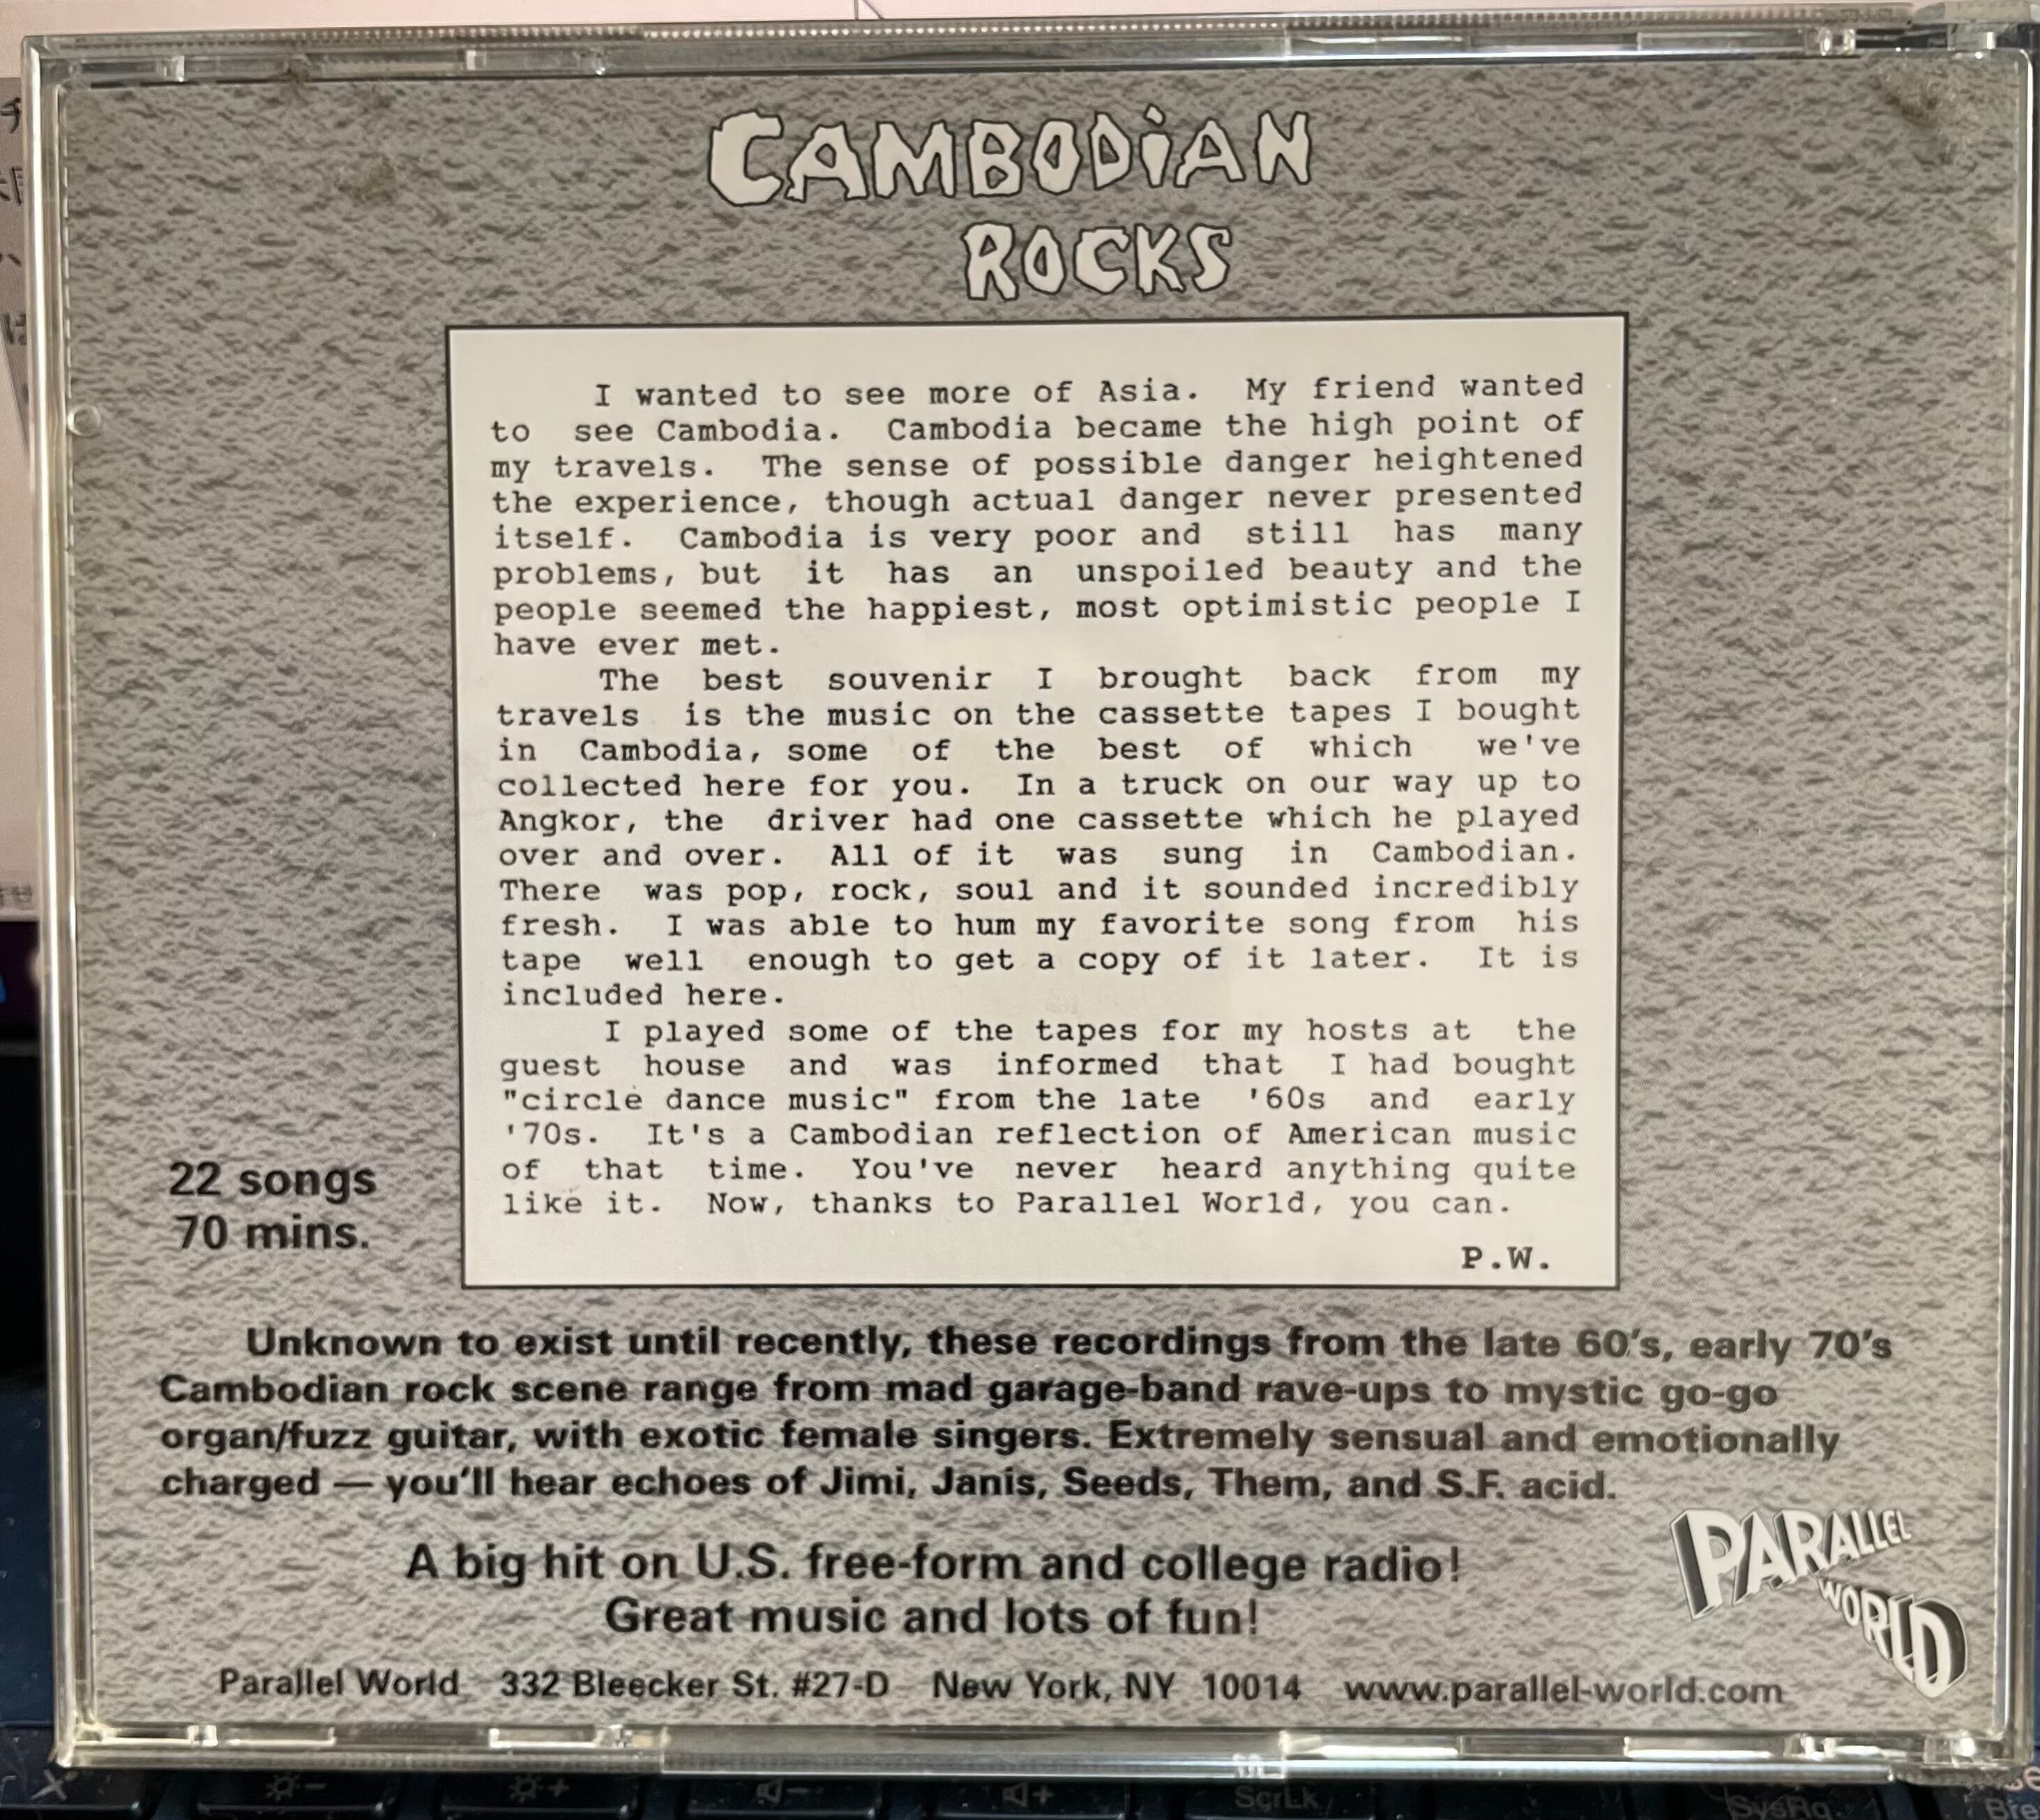 CAMBODiAN
ROCKS
I wanted to see more of Asia. My friend wanted
to see Cambodia. Cambodia became the high point of
my travels. The sense of possible danger heightened
the experience, though actual danger never presented
itself. Cambodia is very poor and still has many
problems, but it has an unspoiled beauty and the
people seemed the happiest, most optimistic people I
have ever met.
The best souvenir I brought back from my
travels is the music on the cassette tapes I bought
in Cambodia, some of the best of which we've
collected here for you. In a truck on our way up to
Angkor, the driver had one cassette which he played
over and over. All of it was sung in Cambodian.
There was pop, rock, soul and it sounded incredibly
fresh. I was able to hum my favorite song from his
tape well enough to get a copy of it later. It is
included here.
I played some of the tapes for my hosts at the
guest house and was informed that I had bought
"circle dance music" from the late '60s and early
'70s. It's a Cambodian reflection of American music
of that time. You've never heard anything quite
like it. Now, thanks to Parallel World, you can.
P.W.
22 songs
70 mins.
Unknown to exist until recently, these recordings from the late 60's, early 70's
Cambodian rock scene range from mad garage-band rave-ups to mystic go-go
organ/fuzz guitar, with exotic female singers. Extremely sensual and emotionally
charged — you'll hear echoes of Jimi, Janis, Seeds, Them, and S.F. acid.
A big hit on U.S. free-form and college radio!
Great music and lots of fun!
PARALLEL
WORLD
Parallel World 332 Bleecker St. #27-D New York, NY 10014 www.parallel-world.com
ScrLk